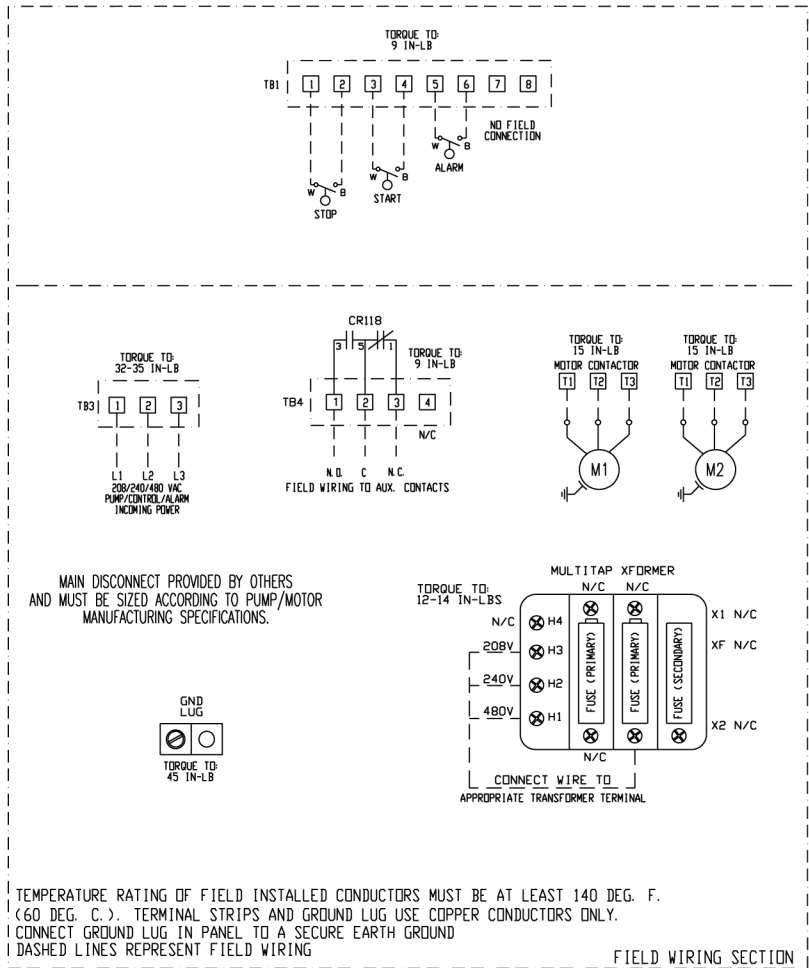 TORQUE TO:
9 IN-LB
TB1 1 2 3 4 5 6 7 8
NO FIELD
CONNECTION
W B
ALARM
W B
START
W B
STOP
TORQUE TO:
32-35 IN-LB
TB3 1 2 3
L1 L2 L3
208/240/480 VAC
PUMP/CONTROL/ALARM
INCOMING POWER
CR118
3 5 1
TORQUE TO:
9 IN-LB
TB4 1 2 3 4
N/C
N.O. C N.C.
FIELD WIRING TO AUX. CONTACTS
TORQUE TO:
15 IN-LB
MOTOR CONTACTOR
T1 T2 T3
M1
TORQUE TO:
15 IN-LB
MOTOR CONTACTOR
T1 T2 T3
M2
MAIN DISCONNECT PROVIDED BY OTHERS
AND MUST BE SIZED ACCORDING TO PUMP/MOTOR
MANUFACTURING SPECIFICATIONS.
GND
LUG
TORQUE TO:
45 IN-LB
MULTITAP XFORMER
TORQUE TO:
12-14 IN-LBS
N/C N/C
N/C H4
208V H3
240V H2
480V H1
FUSE (PRIMARY)
FUSE (PRIMARY)
FUSE (SECONDARY)
X1 N/C
XF N/C
X2 N/C
N/C
CONNECT WIRE TO
APPROPRIATE TRANSFORMER TERMINAL
TEMPERATURE RATING OF FIELD INSTALLED CONDUCTORS MUST BE AT LEAST 140 DEG. F.
(60 DEG. C.). TERMINAL STRIPS AND GROUND LUG USE COPPER CONDUCTORS ONLY.
CONNECT GROUND LUG IN PANEL TO A SECURE EARTH GROUND
DASHED LINES REPRESENT FIELD WIRING
FIELD WIRING SECTION